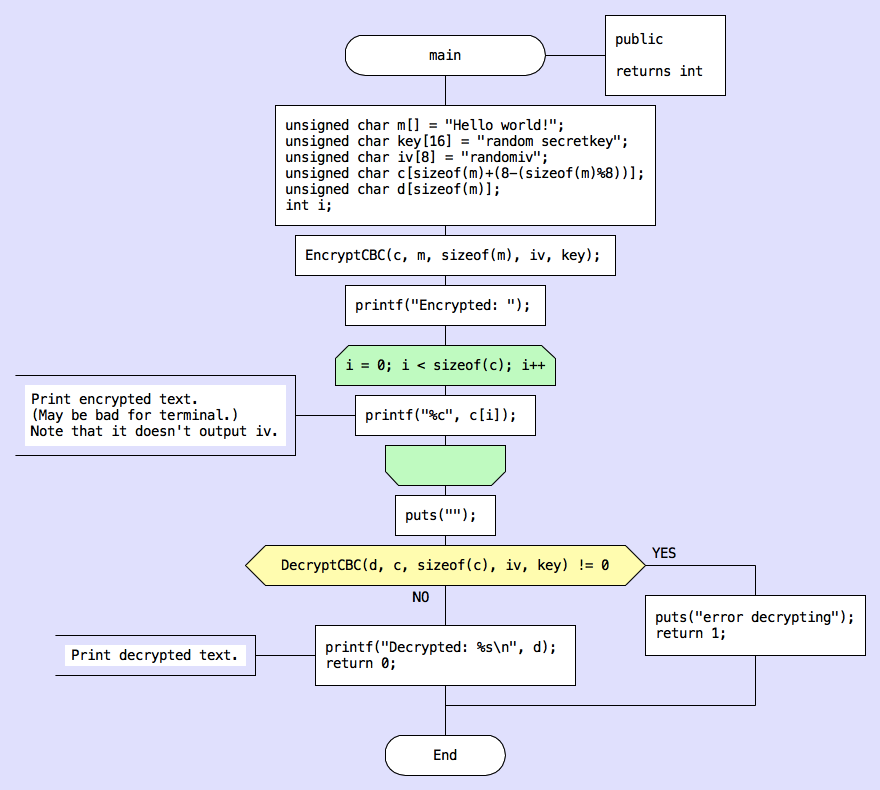 main
public
returns int
unsigned char m[] = "Hello world!";
unsigned char key[16] = "random secretkey";
unsigned char iv[8] = "randomiv";
unsigned char c[sizeof(m)+(8-(sizeof(m)%8))];
unsigned char d[sizeof(m)];
int i;
EncryptCBC(c, m, sizeof(m), iv, key);
printf("Encrypted: ");
i = 0; i < sizeof(c); i++
Print encrypted text.
(May be bad for terminal.)
Note that it doesn't output iv.
printf("%c", c[i]);
puts("");
DecryptCBC(d, c, sizeof(c), iv, key) != 0
YES
NO
puts("error decrypting");
return 1;
Print decrypted text.
printf("Decrypted: %s\n", d);
return 0;
End